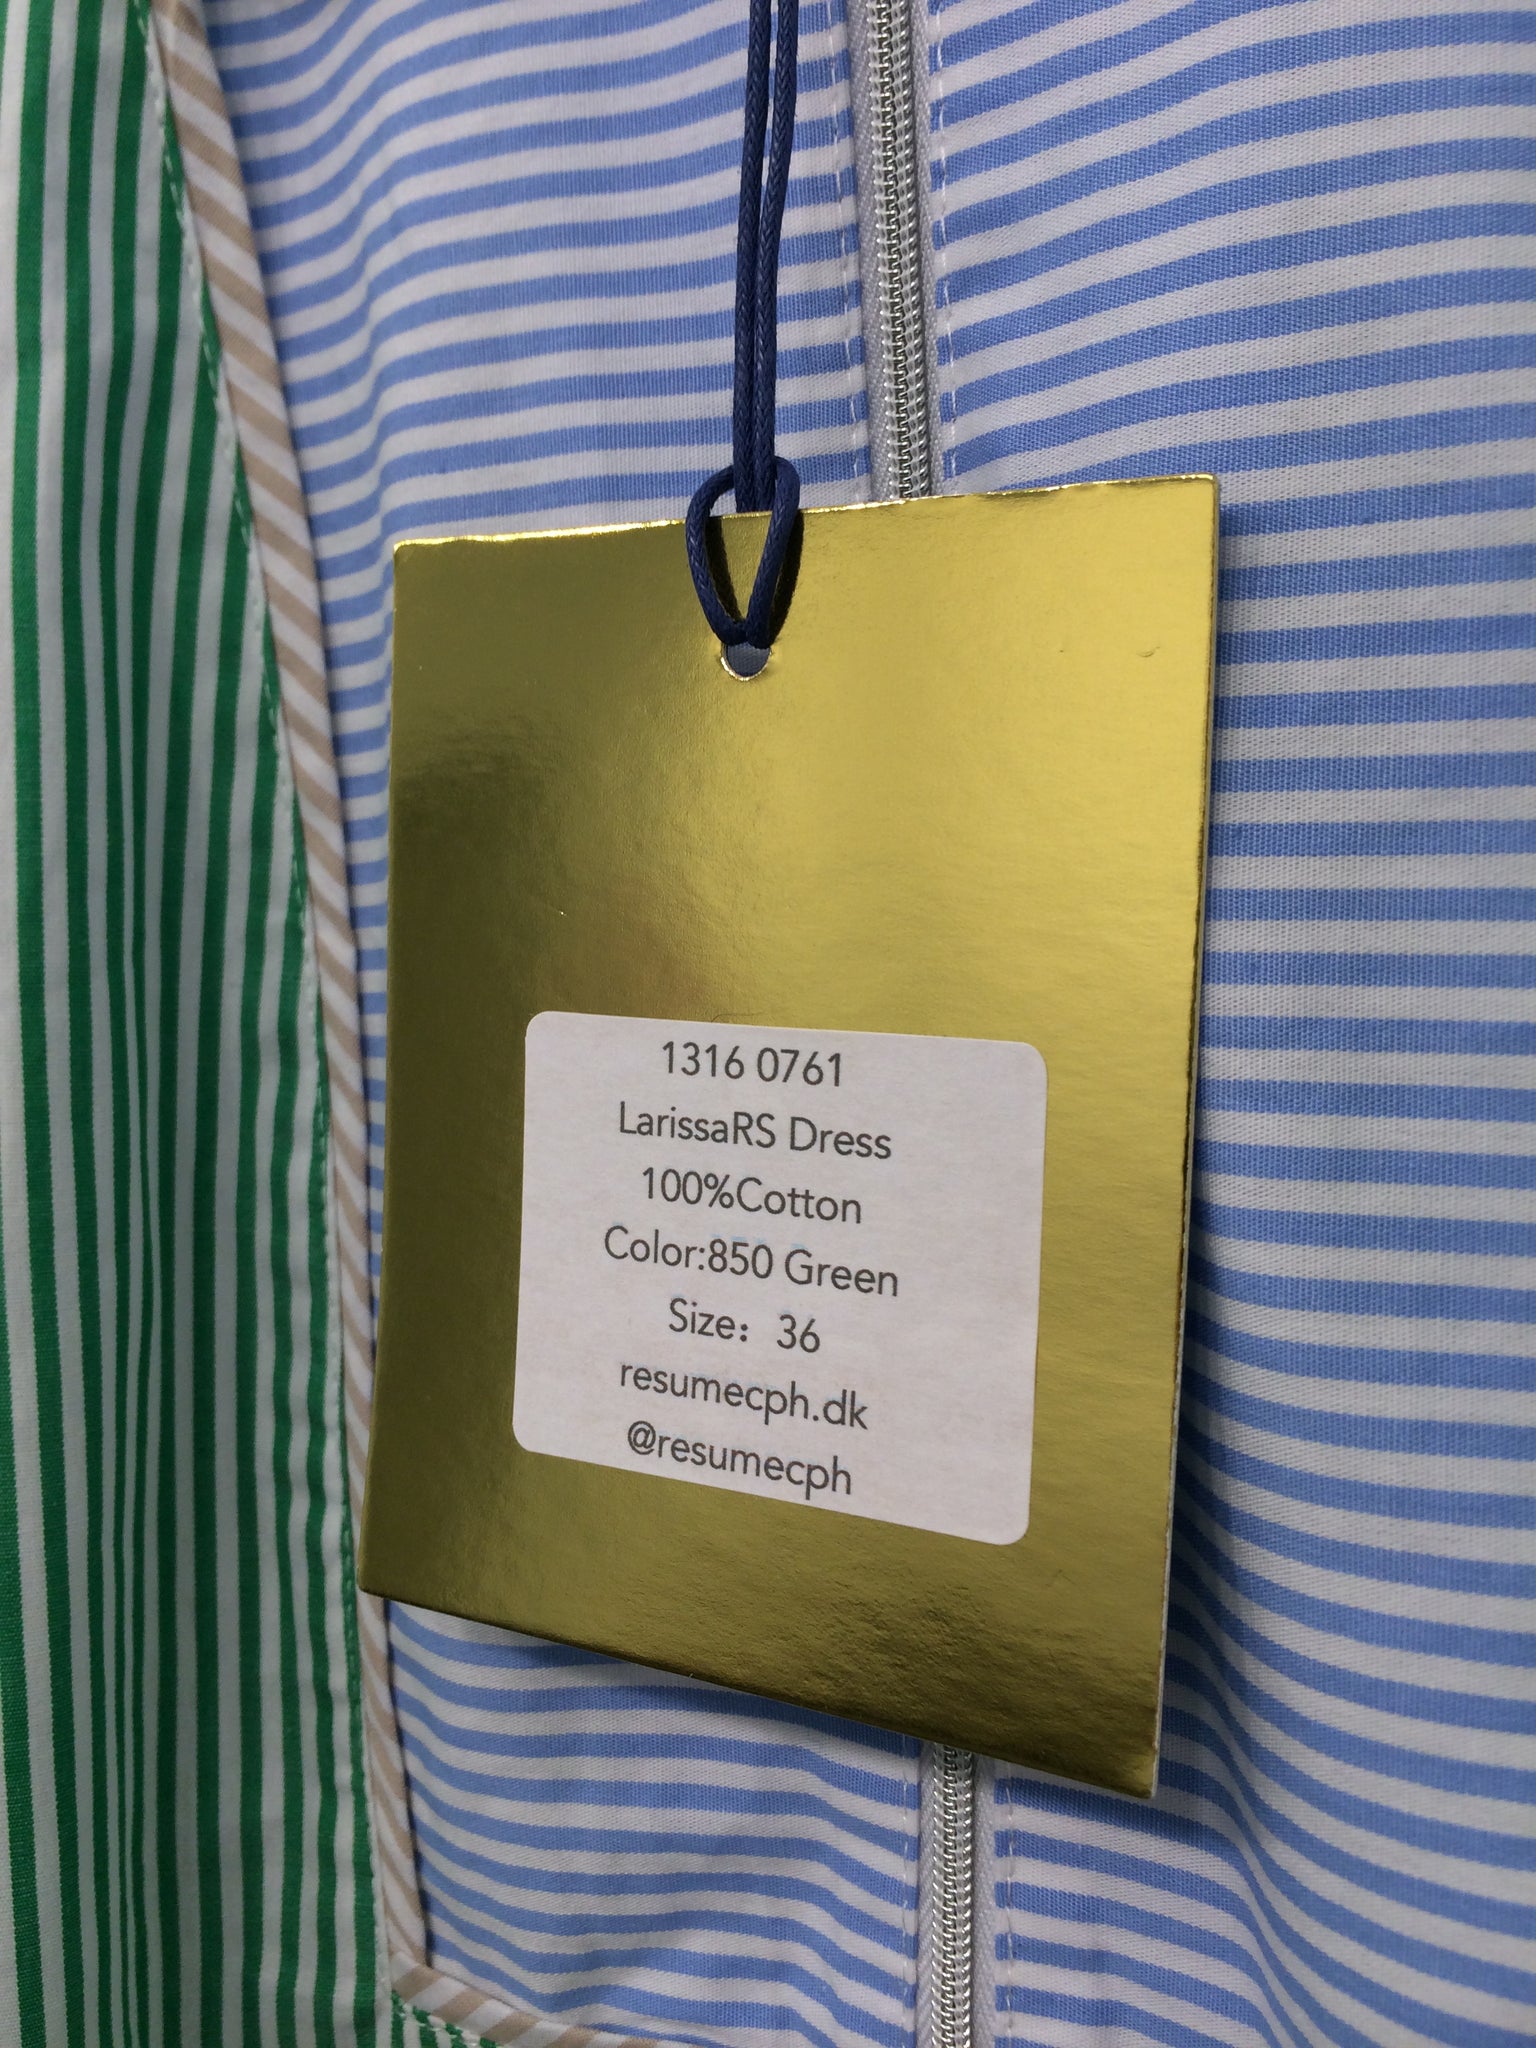 1316 0761
LarissaRS Dress
100%Cotton
Color:850 Green
Size: 36
resumecph.dk
@resumecph